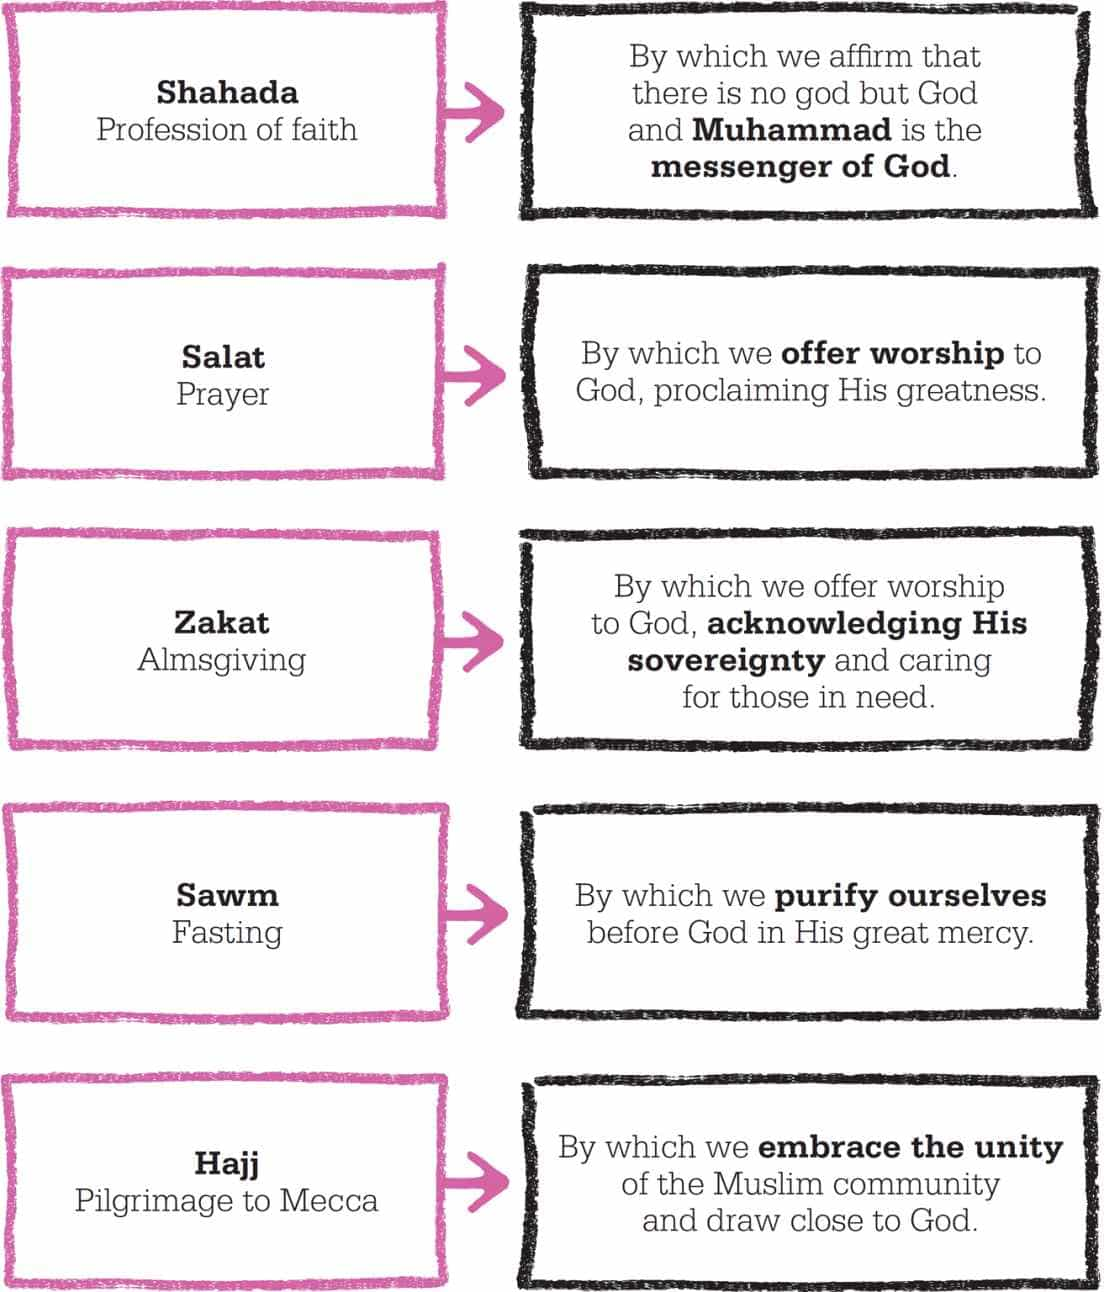 Shahada
Profession of faith
By which we affirm that
there is no god but God
and Muhammad is the
messenger of God.
Salat
Prayer
By which we offer worship to
God, proclaiming His greatness.
Zakat
Almsgiving
By which we offer worship
to God, acknowledging His
sovereignty and caring
for those in need.
Sawm
Fasting
By which we purify ourselves
before God in His great mercy.
Hajj
Pilgrimage to Mecca
By which we embrace the unity
of the Muslim community
and draw close to God.